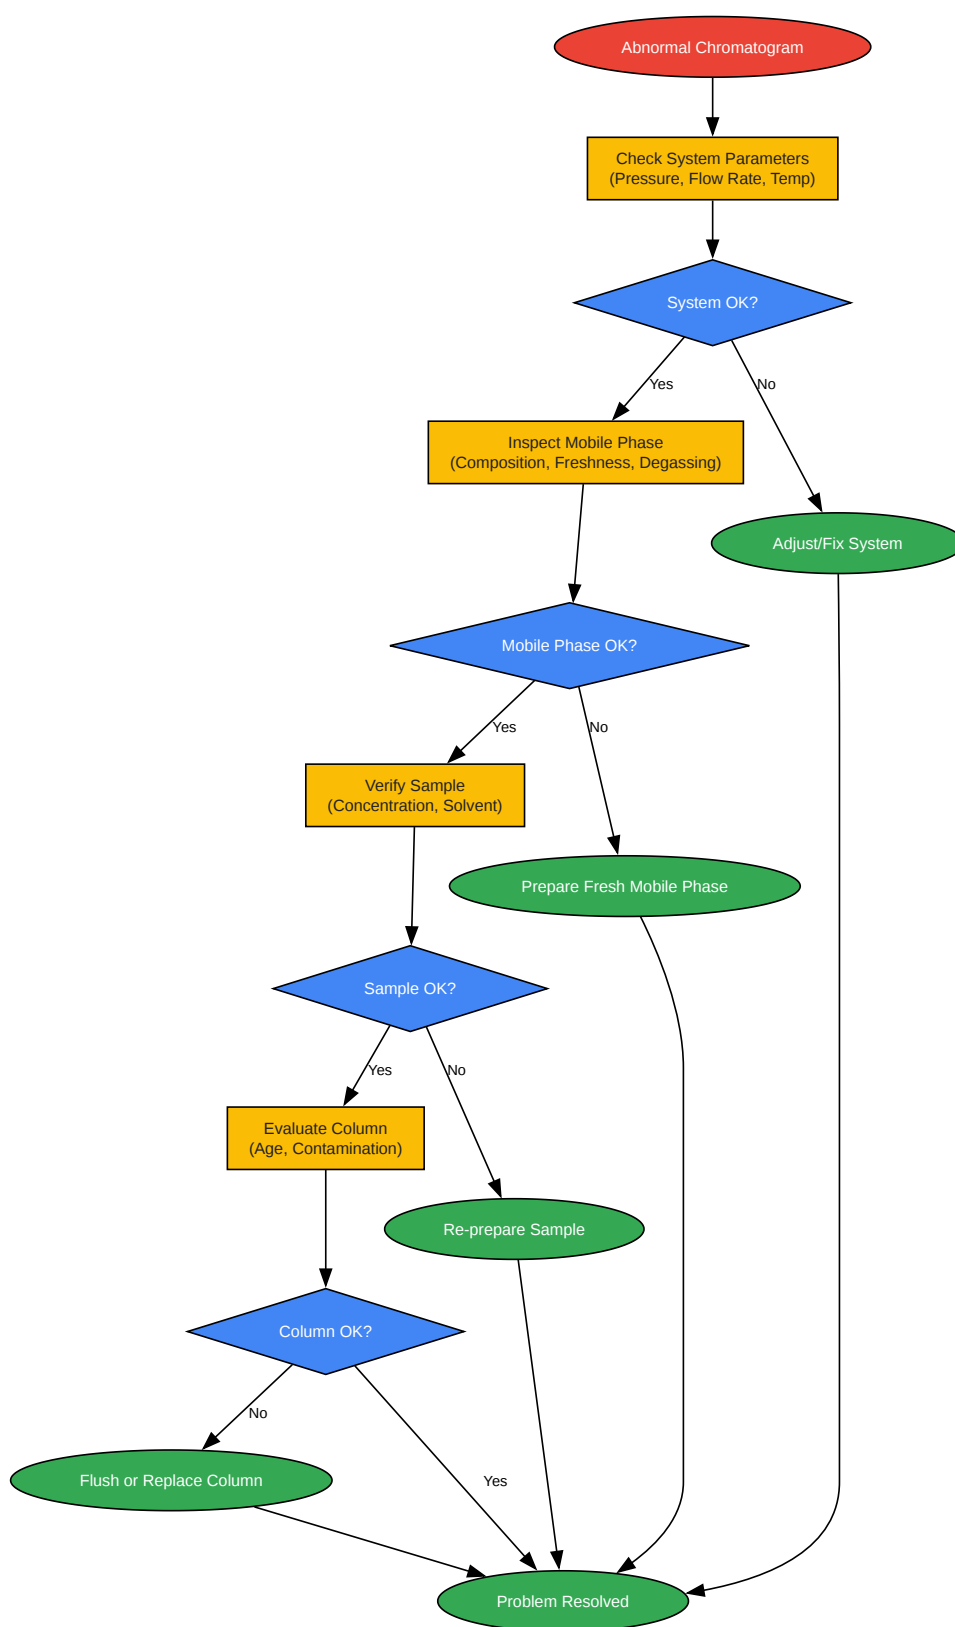 Abnormal Chromatogram
Check System Parameters
(Pressure, Flow Rate, Temp)
System OK?
Yes
No
Inspect Mobile Phase
(Composition, Freshness, Degassing)
Adjust/Fix System
Mobile Phase OK?
Yes
No
Verify Sample
(Concentration, Solvent)
Prepare Fresh Mobile Phase
Sample OK?
Yes
No
Evaluate Column
(Age, Contamination)
Re-prepare Sample
Column OK?
No
Flush or Replace Column
Yes
Problem Resolved